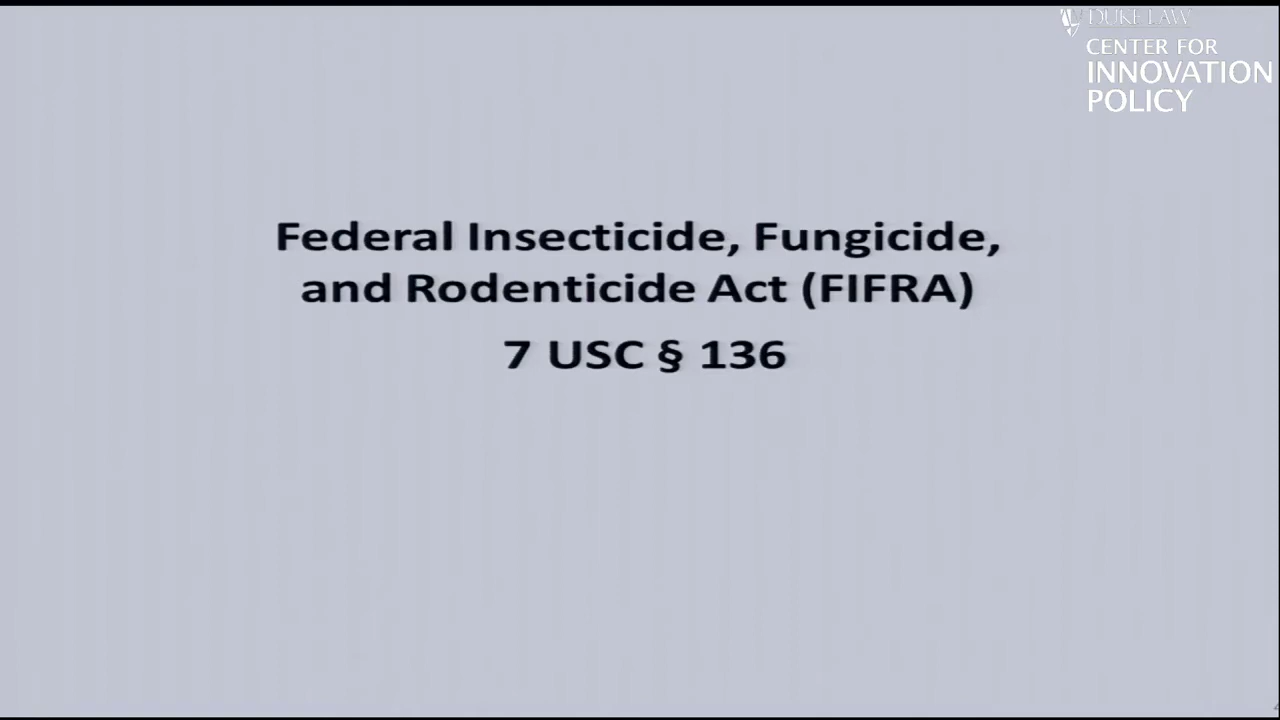 DUKE LAW
CENTER FOR
INNOVATION
POLICY
Federal Insecticide, Fungicide,
and Rodenticide Act (FIFRA)
7 USC § 136